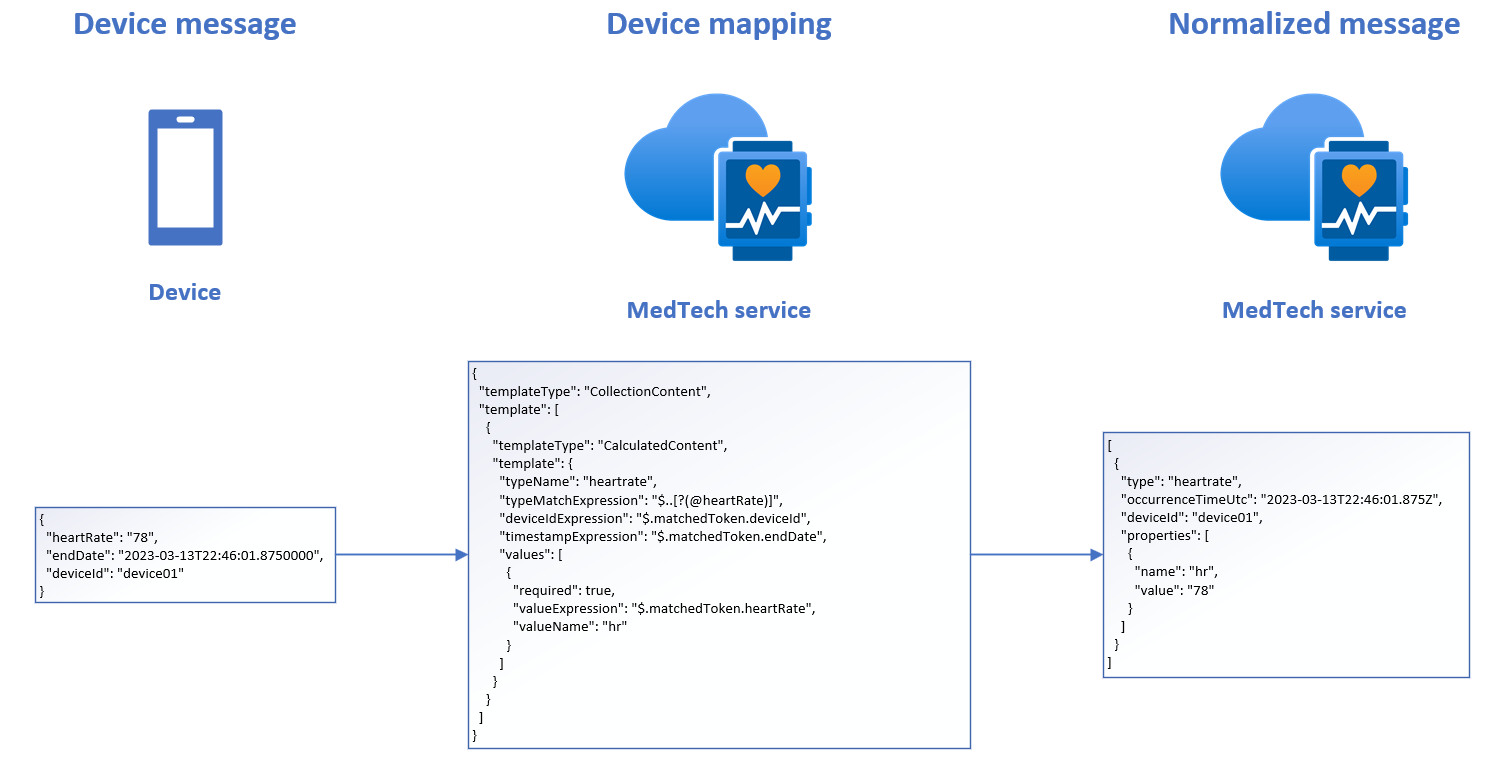 Device message
Device mapping
Normalized message
Device
MedTech service
MedTech service
{
"heartRate": "78",
"endDate": "2023-03-13T22:46:01.8750000",
"deviceId": "device01"
}
{
"templateType": "CollectionContent",
"template": [
{
"templateType": "CalculatedContent",
"template": {
"typeName": "heartrate",
"typeMatchExpression": "$..[?(@heartRate)]",
"deviceIdExpression": "$.matchedToken.deviceId",
"timestampExpression": "$.matchedToken.endDate",
"values": [
{
"required": true,
"valueExpression": "$.matchedToken.heartRate",
"valueName": "hr"
}
]
}
}
]
}
[
{
"type": "heartrate",
"occurrenceTimeUtc": "2023-03-13T22:46:01.875Z",
"deviceId": "device01",
"properties": [
{
"name": "hr",
"value": "78"
}
]
}
]